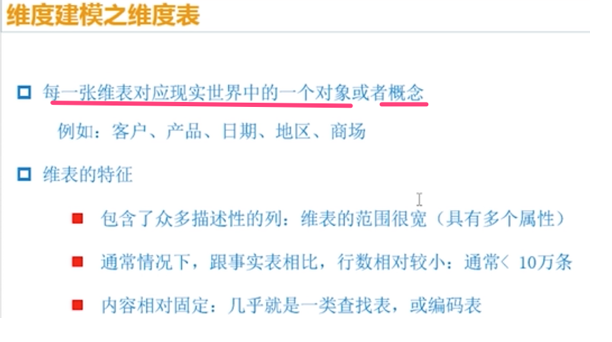 维度建模之维度表
每一张维表对应现实世界中的一个对象或者概念
例如：客户、产品、日期、地区、商场
维表的特征
包含了众多描述性的列：维表的范围很宽（具有多个属性）
通常情况下，跟事实表相比，行数相对较小：通常< 10万条
内容相对固定：几乎就是一类查找表，或编码表